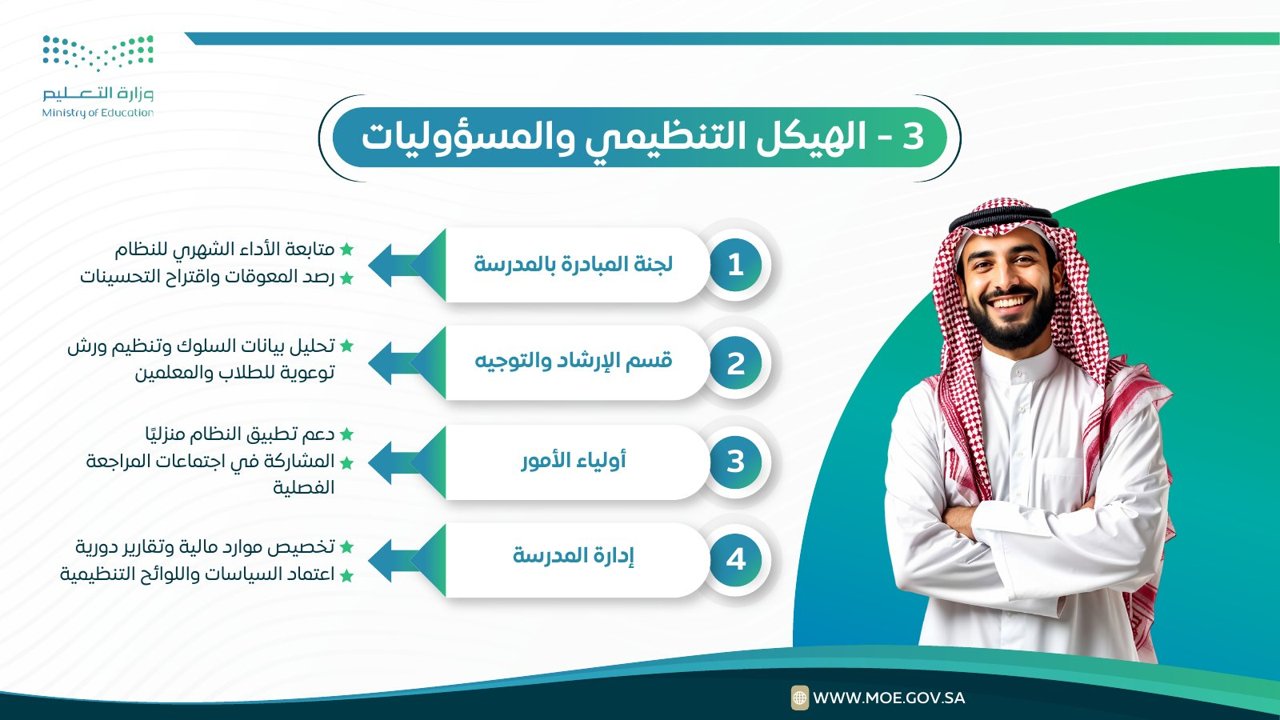 وزارة التعليم
Ministry of Education
3 - الهيكل التنظيمي والمسؤوليات
1
لجنة المبادرة بالمدرسة
متابعة الأداء الشهري للنظام
رصد المعوقات واقتراح التحسينات
2
قسم الإرشاد والتوجيه
تحليل بيانات السلوك وتنظيم ورش
توعوية للطلاب والمعلمين
3
أولياء الأمور
دعم تطبيق النظام منزليًا
المشاركة في اجتماعات المراجعة
الفصلية
4
إدارة المدرسة
تخصيص موارد مالية وتقارير دورية
اعتماد السياسات واللوائح التنظيمية
WWW.MOE.GOV.SA